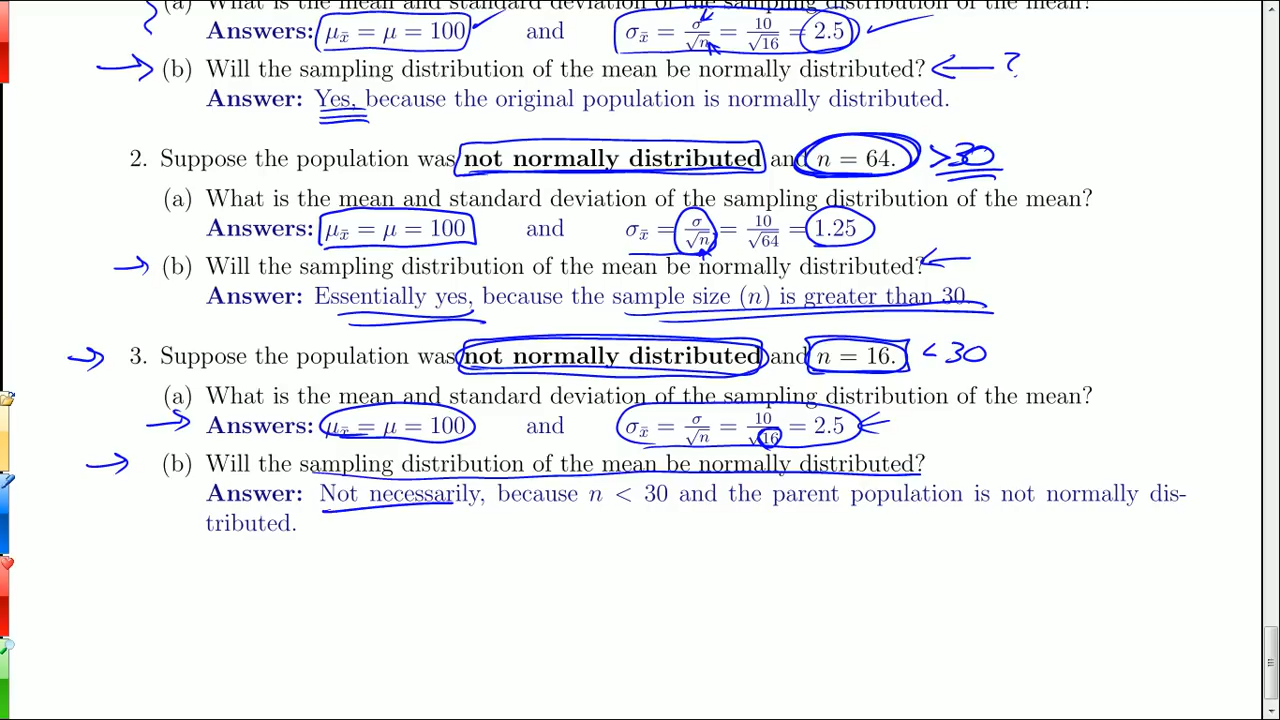 (a) What is the mean and standard deviation of the sampling distribution of the mean?
Answers: μx̄ = μ = 100 and σx̄ = σ/√n = 10/√16 = 2.5
(b) Will the sampling distribution of the mean be normally distributed? ?
Answer: Yes, because the original population is normally distributed.
2. Suppose the population was not normally distributed and n = 64. >30
(a) What is the mean and standard deviation of the sampling distribution of the mean?
Answers: μx̄ = μ = 100 and σx̄ = σ/√n = 10/√64 = 1.25
(b) Will the sampling distribution of the mean be normally distributed?
Answer: Essentially yes, because the sample size (n) is greater than 30.
3. Suppose the population was not normally distributed and n = 16. < 30
(a) What is the mean and standard deviation of the sampling distribution of the mean?
Answers: μx̄ = μ = 100 and σx̄ = σ/√n = 10/√16 = 2.5
(b) Will the sampling distribution of the mean be normally distributed?
Answer: Not necessarily, because n < 30 and the parent population is not normally dis-
tributed.